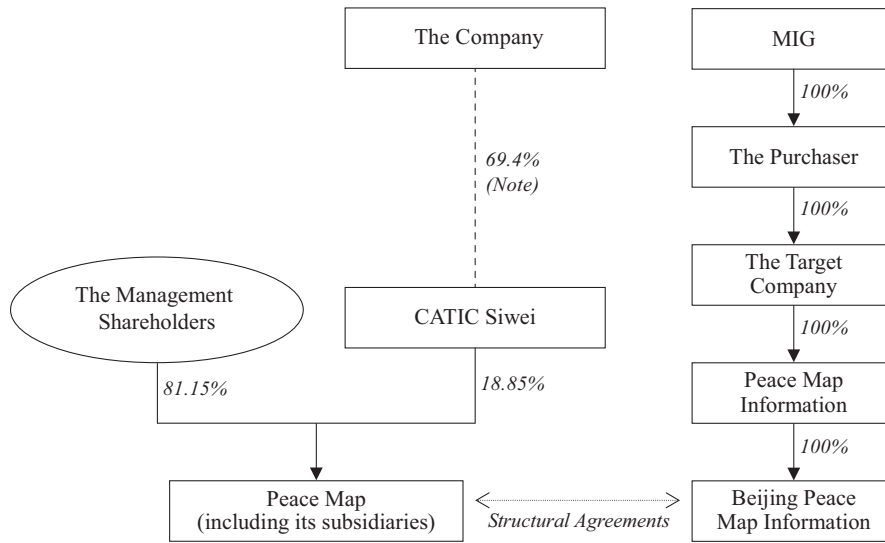 The Company
MIG
100%
69.4%
(Note)
The Purchaser
100%
The Management
Shareholders
CATIC Siwei
The Target
Company
100%
81.15%
18.85%
Peace Map
Information
100%
Peace Map
(including its subsidiaries)
Structural Agreements
Beijing Peace
Map Information